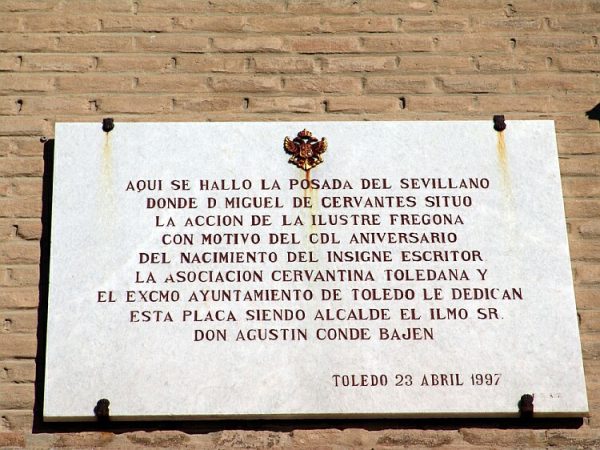 AQUI SE HALLO LA POSADA DEL SEVILLANO
DONDE D MIGUEL DE CERVANTES SITUO
LA ACCION DE LA ILUSTRE FREGONA
CON MOTIVO DEL CDL ANIVERSARIO
DEL NACIMIENTO DEL INSIGNE ESCRITOR
LA ASOCIACION CERVANTINA TOLEDANA Y
EL EXCMO AYUNTAMIENTO DE TOLEDO LE DEDICAN
ESTA PLACA SIENDO ALCALDE EL ILMO SR.
DON AGUSTIN CONDE BAJEN
TOLEDO 23 ABRIL 1997